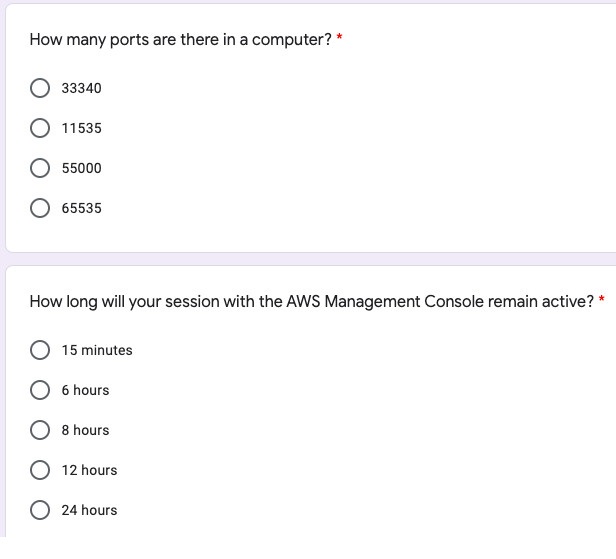 How many ports are there in a computer? *
33340
11535
55000
65535
How long will your session with the AWS Management Console remain active? *
15 minutes
6 hours
8 hours
12 hours
24 hours